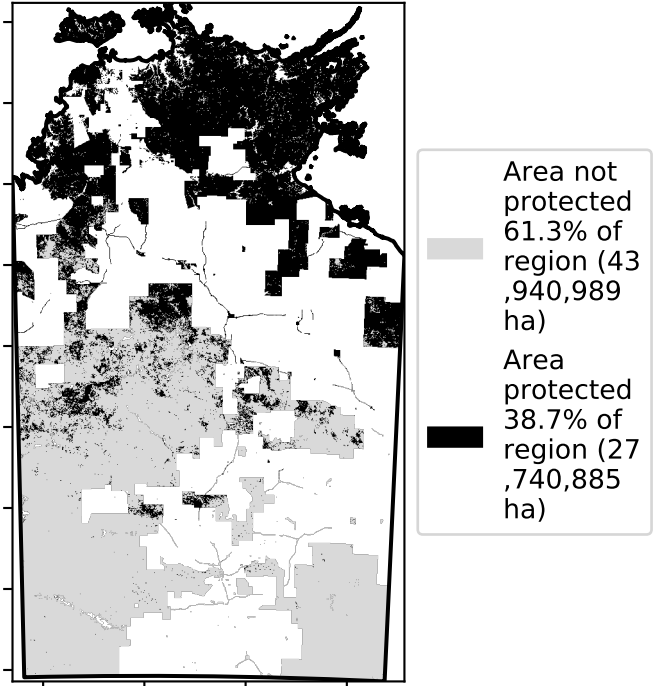 Area not
protected
61.3% of
region (43
,940,989
ha)
Area
protected
38.7% of
region (27
,740,885
ha)